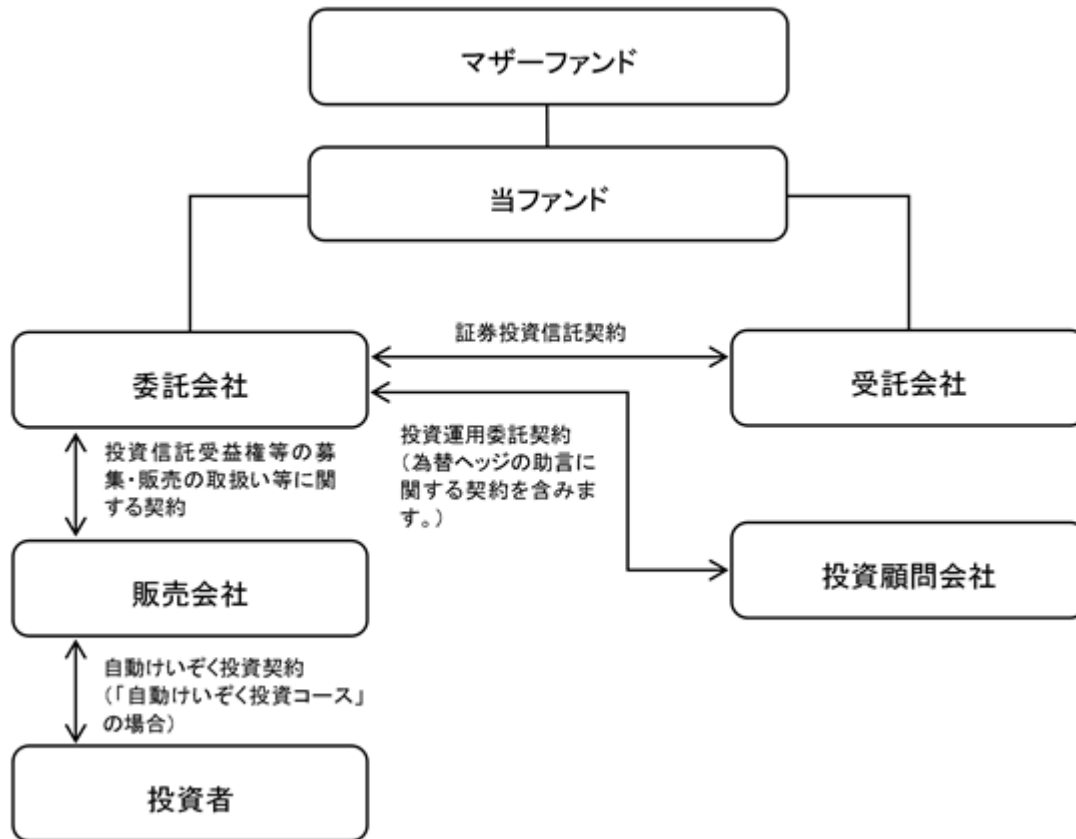 マザーファンド
当ファンド
証券投資信託契約
委託会社
受託会社
投資信託受益権等の募
集・販売の取扱い等に関
する契約
投資運用委託契約
(為替ヘッジの助言に
関する契約を含みま
す。)
販売会社
投資顧問会社
自動けいぞく投資契約
(「自動けいぞく投資コース」
の場合)
投資者